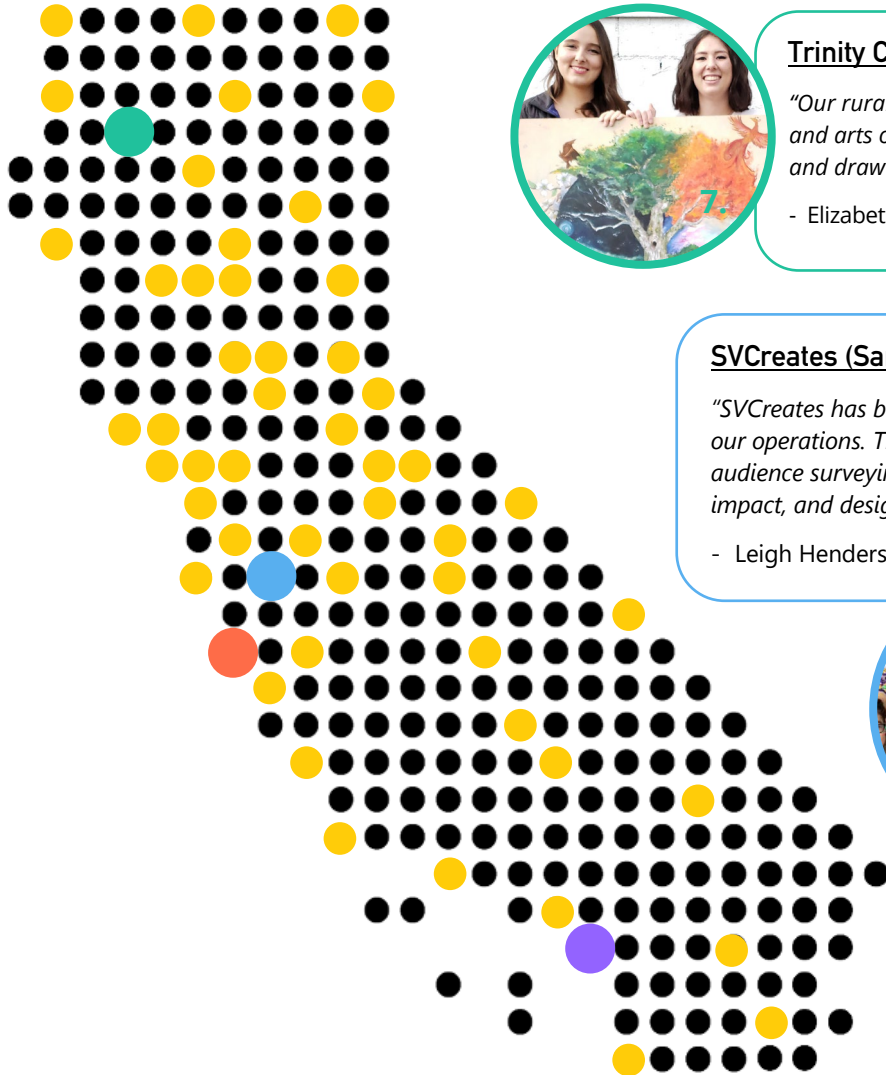 Trinity C
“Our rura
and arts o
and draw
- Elizabet
7.
SVCreates (Sa
“SVCreates has b
our operations. T
audience surveyin
impact, and desig
- Leigh Henders